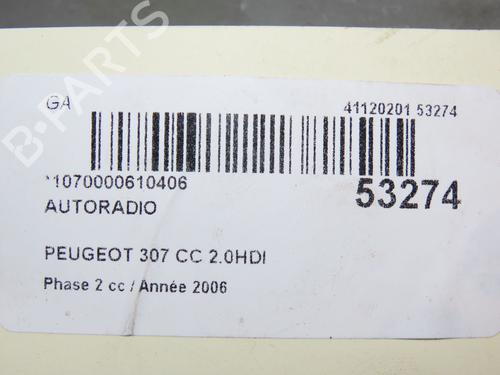 GA
41120201 53274
*1070000610406
53274
AUTORADIO
PEUGEOT 307 CC 2.0HDI
Phase 2 cc / Année 2006
B-PARTS